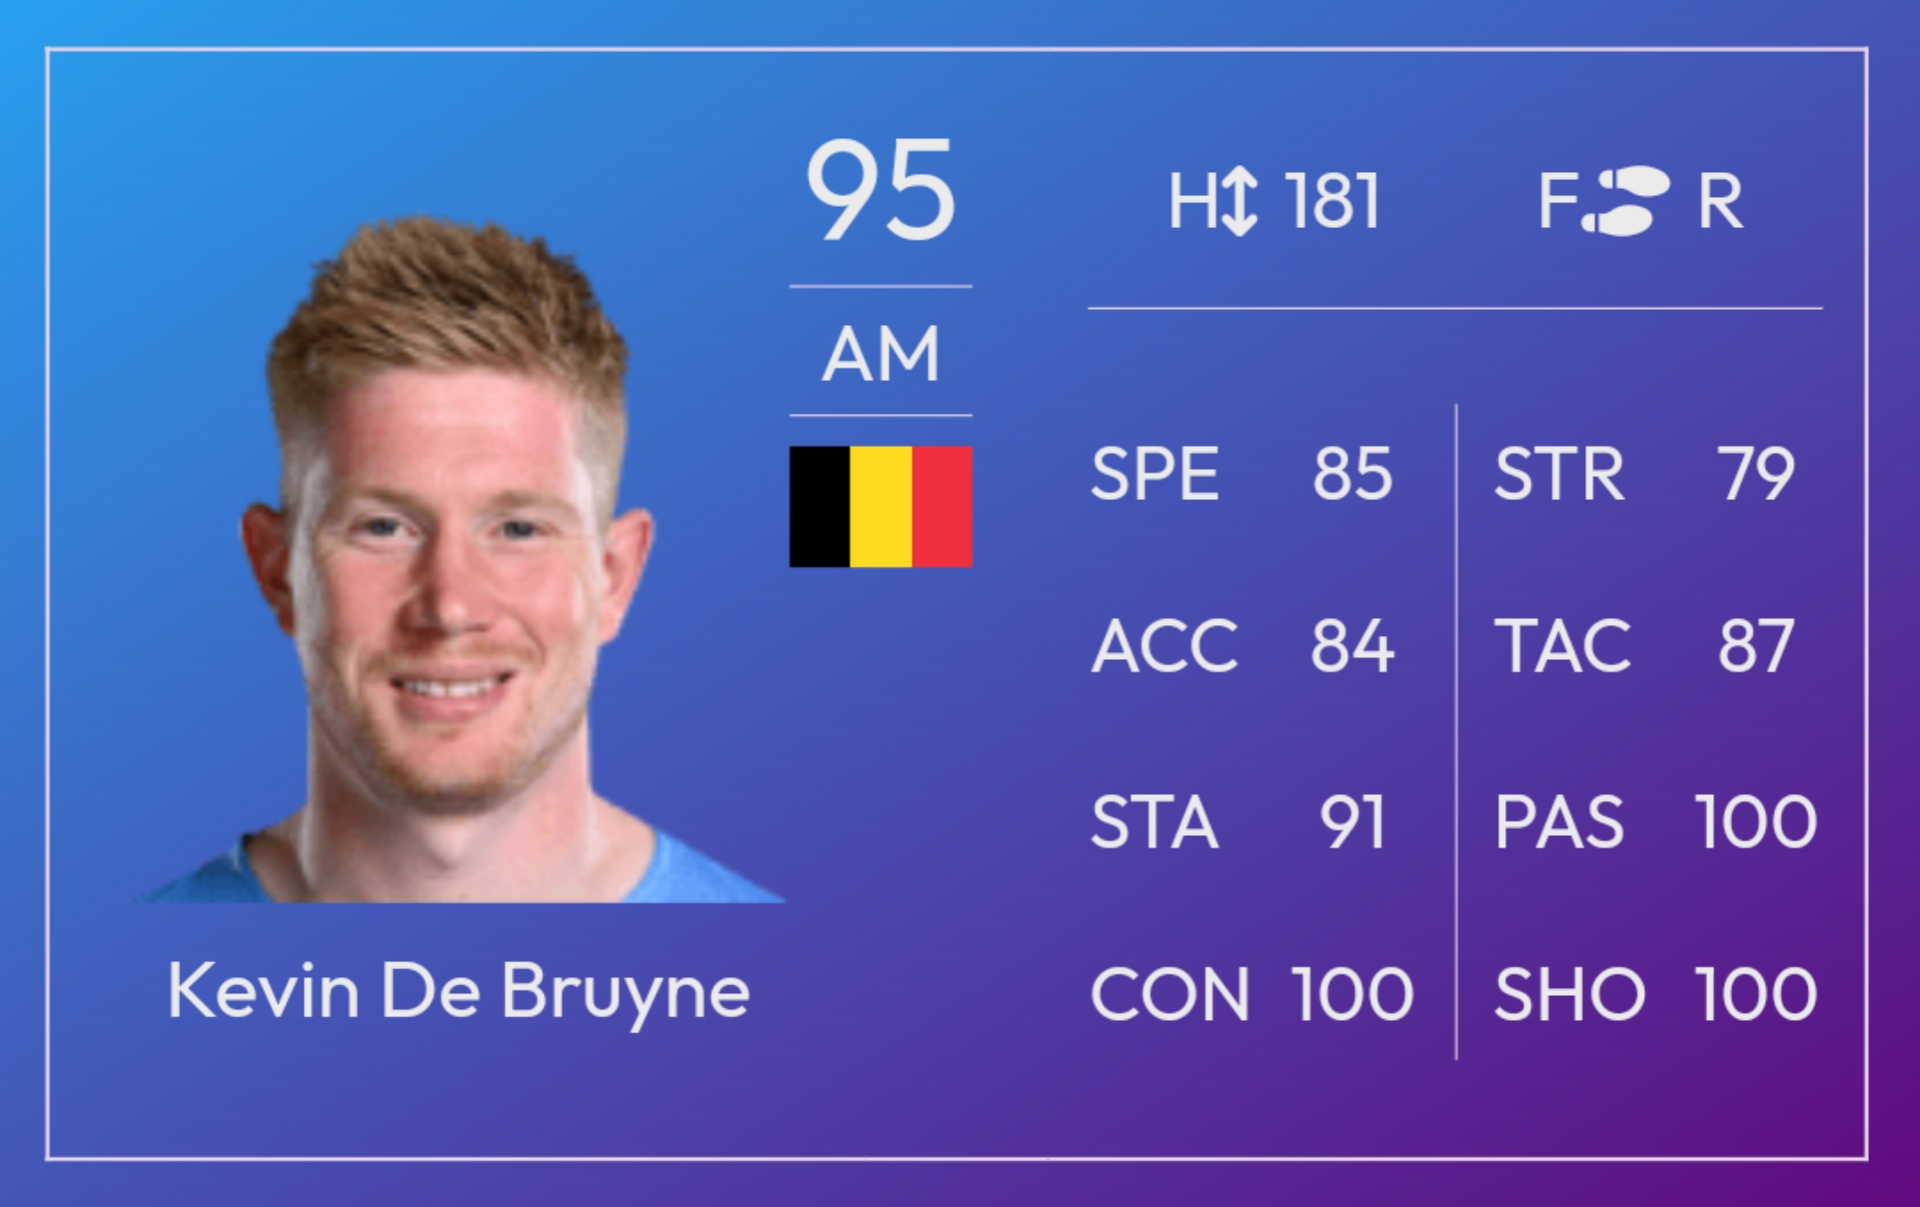 95
AM
H 181 F R
SPE 85 STR 79
ACC 84 TAC 87
STA 91 PAS 100
CON 100 SHO 100
Kevin De Bruyne